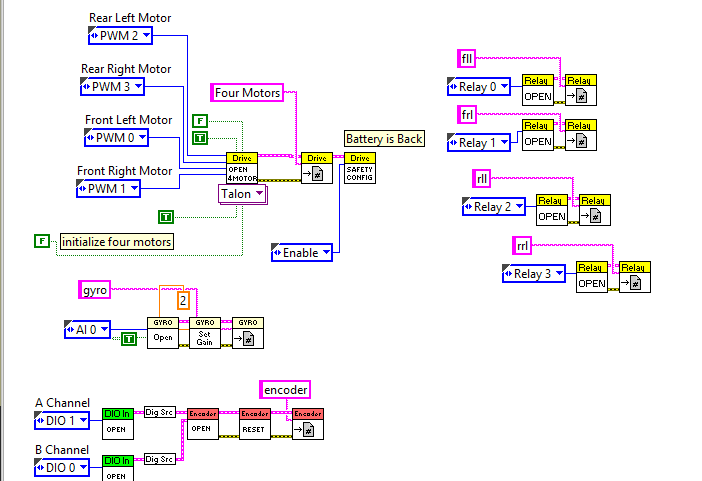 Rear Left Motor
PWM 2
Rear Right Motor
PWM 3
Front Left Motor
PWM 0
Front Right Motor
PWM 1
Four Motors
F
T
Battery is Back
Drive
OPEN
4MOTOR
Drive
#
Drive
SAFETY
CONFIG
Talon
T
F
initialize four motors
Enable
fll
Relay 0
Relay
OPEN
Relay
#
frl
Relay 1
Relay
OPEN
Relay
#
rll
Relay 2
Relay
OPEN
Relay
#
rrl
Relay 3
Relay
OPEN
Relay
#
gyro
2
AI 0
T
GYRO
Open
GYRO
Set
Gain
GYRO
#
encoder
A Channel
DIO 1
DIO In
OPEN
Dig Src
Encoder
OPEN
Encoder
RESET
Encoder
#
B Channel
DIO 0
DIO In
OPEN
Dig Src